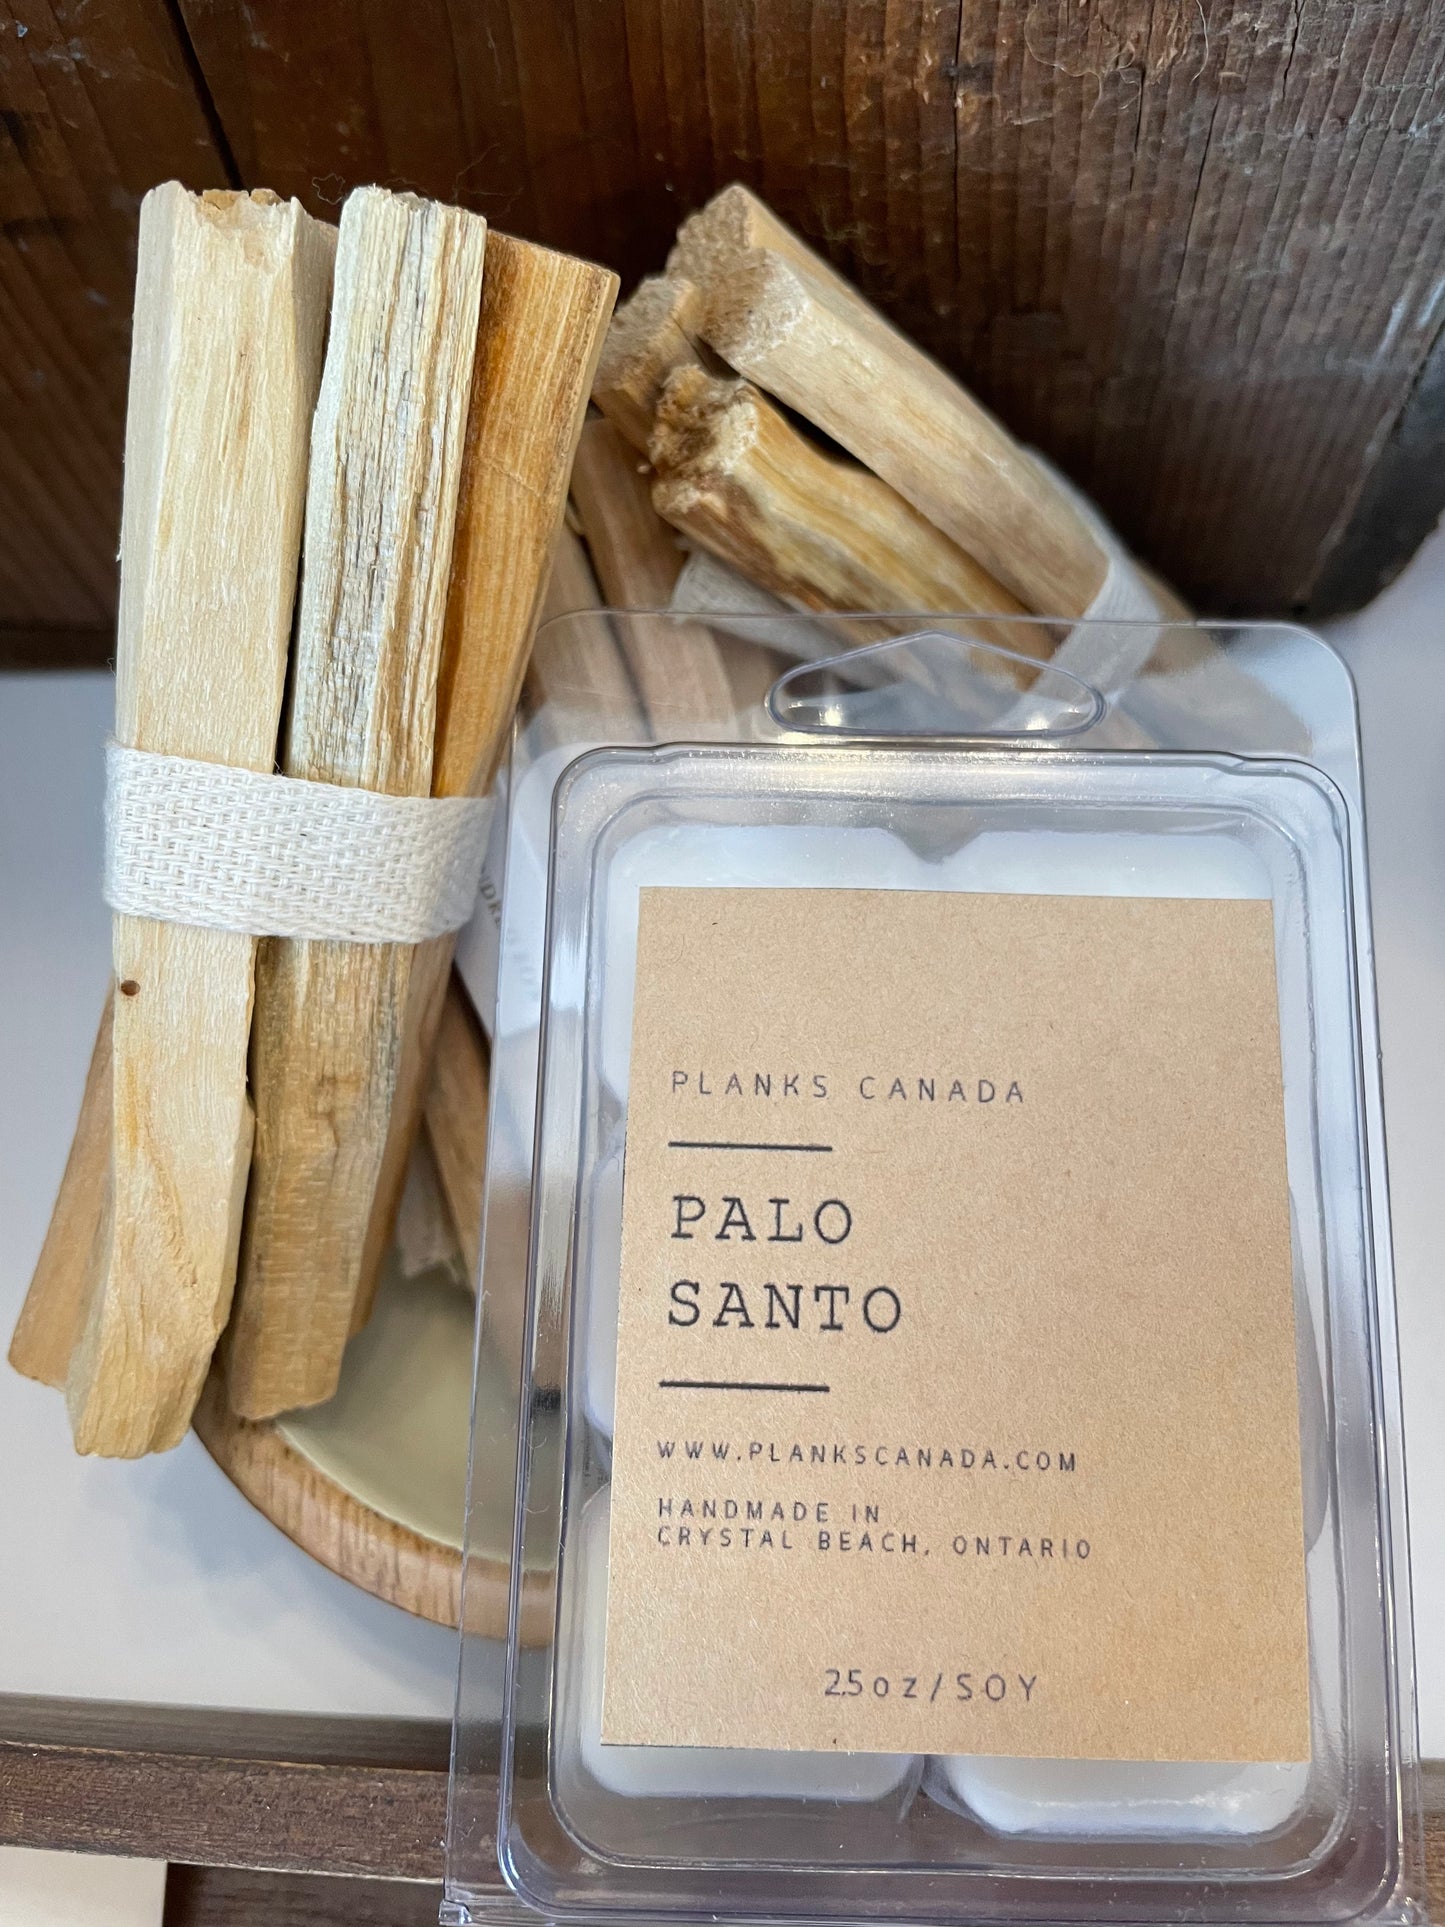 PLANKS CANADA
PALO
SANTO
WWW.PLANKSCANADA.COM
HANDMADE IN
CRYSTAL BEACH, ONTARIO
2.5oz/SOY